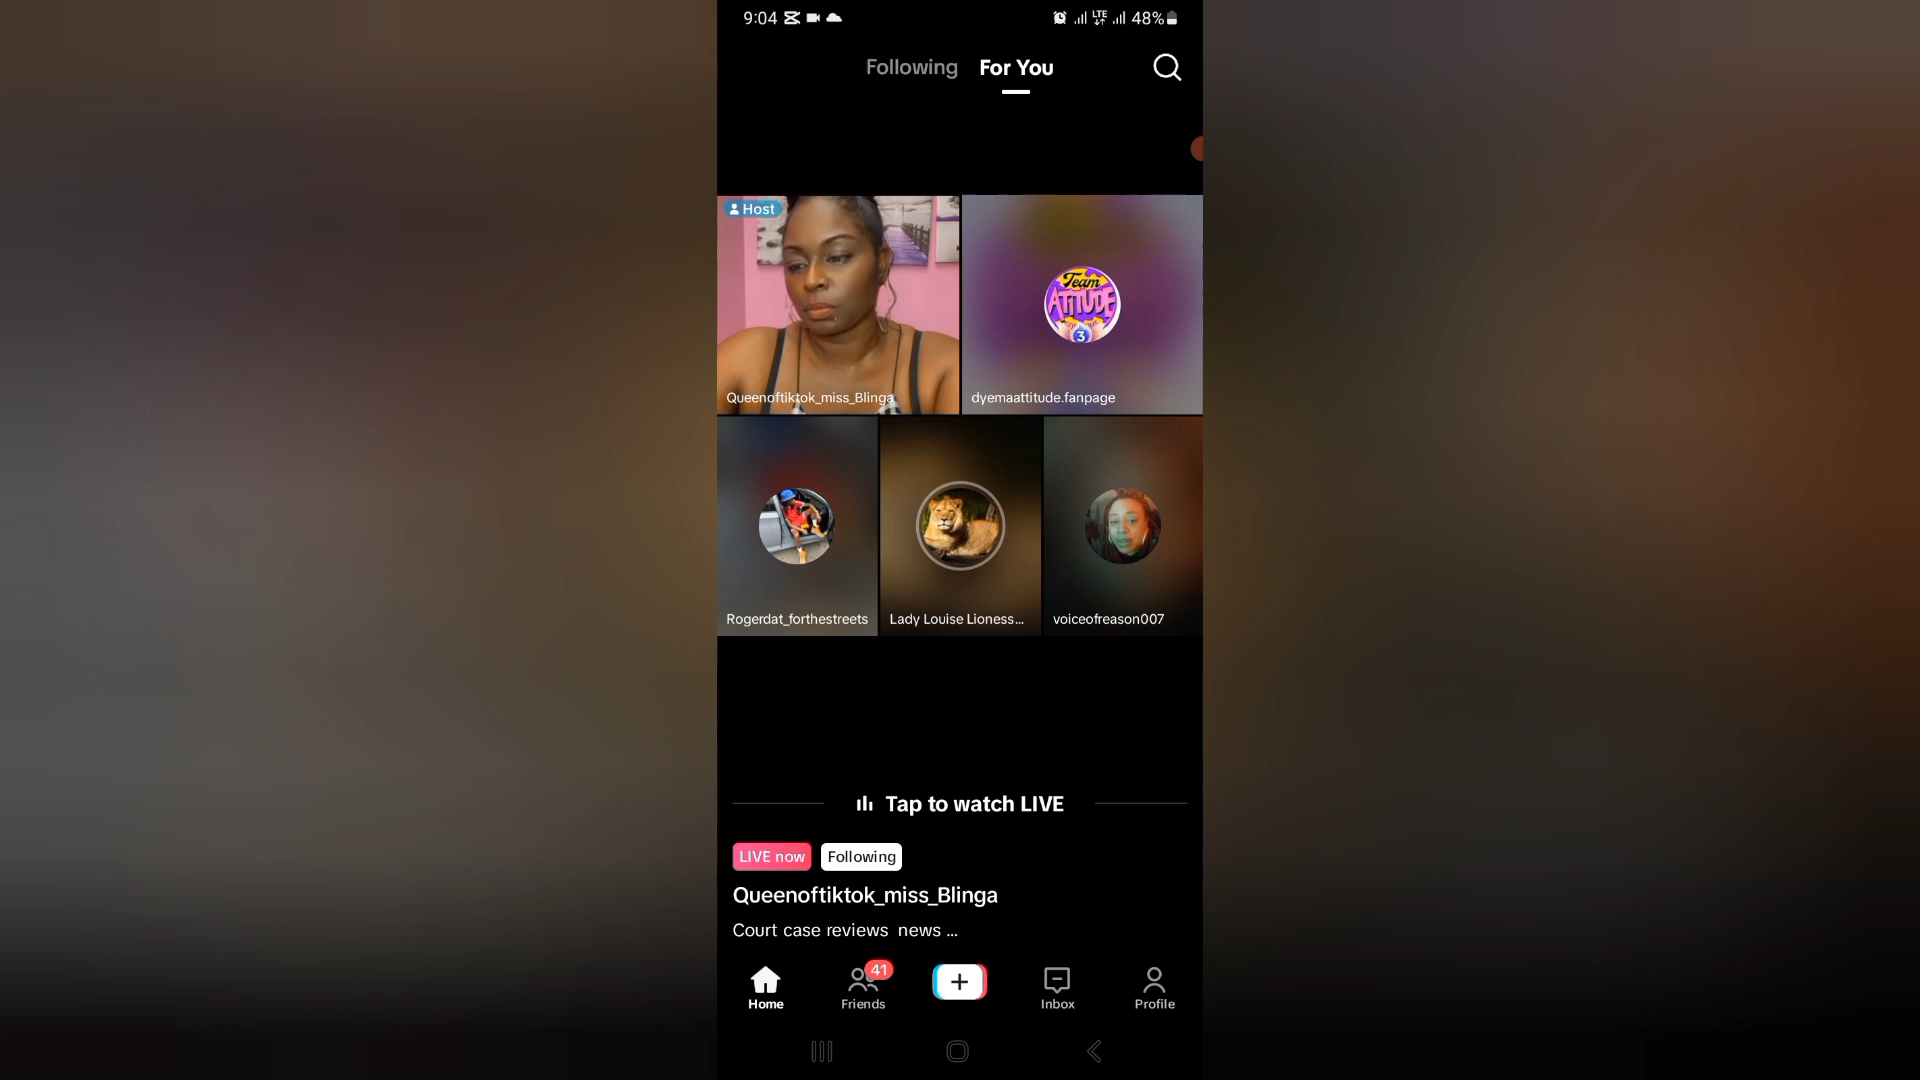 9:04
LTE
48%
Following
For You
Host
Team
ATTITUDE
3
Queenoftiktok_miss_Blinga
dyemaattitude.fanpage
Rogerdat_forthestreets
Lady Louise Lioness...
voiceofreason007
Tap to watch LIVE
LIVE now
Following
Queenoftiktok_miss_Blinga
Court case reviews news ...
41
Home
Friends
Inbox
Profile